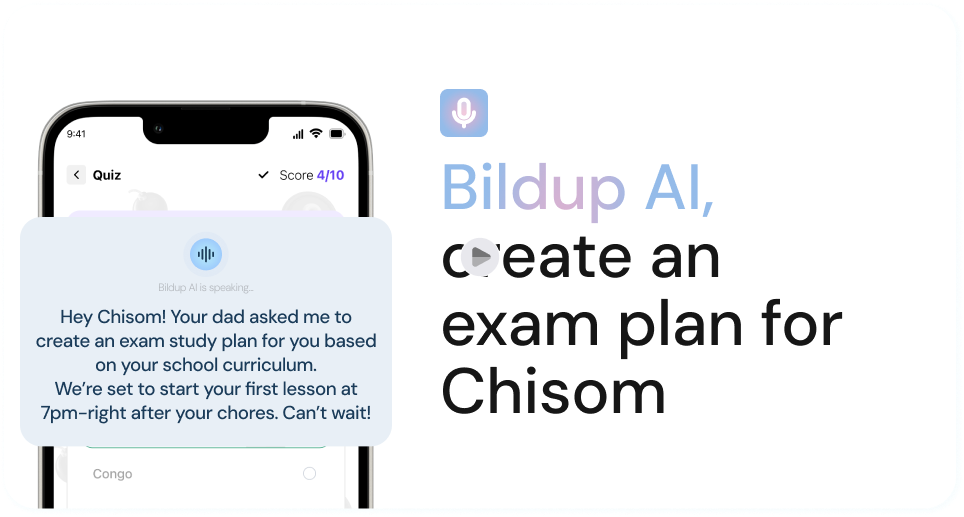 9:41
Quiz
Score 4/10
Bildup AI is speaking...
Hey Chisom! Your dad asked me to
create an exam study plan for you based
on your school curriculum.
We’re set to start your first lesson at
7pm–right after your chores. Can’t wait!
Congo
Bildup AI,
create an
exam plan for
Chisom